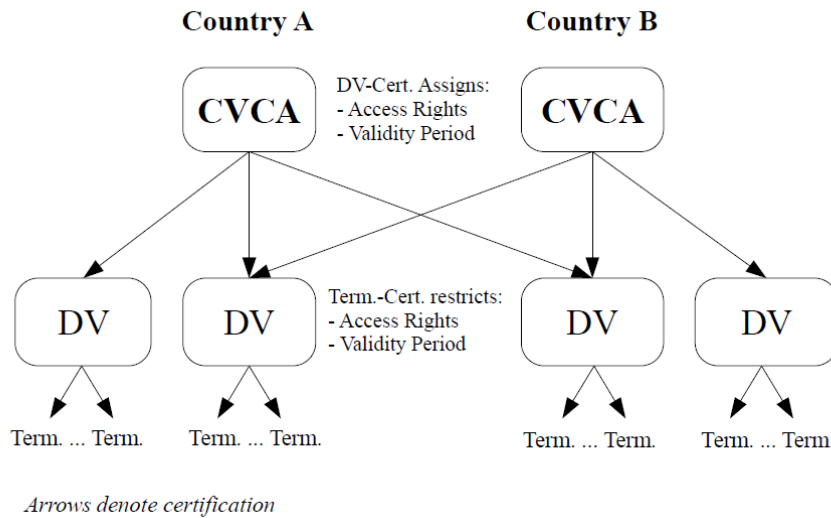 Country A
Country B
CVCA
DV-Cert. Assigns:
- Access Rights
- Validity Period
CVCA
DV
DV
Term.-Cert. restricts:
- Access Rights
- Validity Period
DV
DV
Term. ... Term.
Term. ... Term.
Term. ... Term.
Term. ... Term.
Arrows denote certification